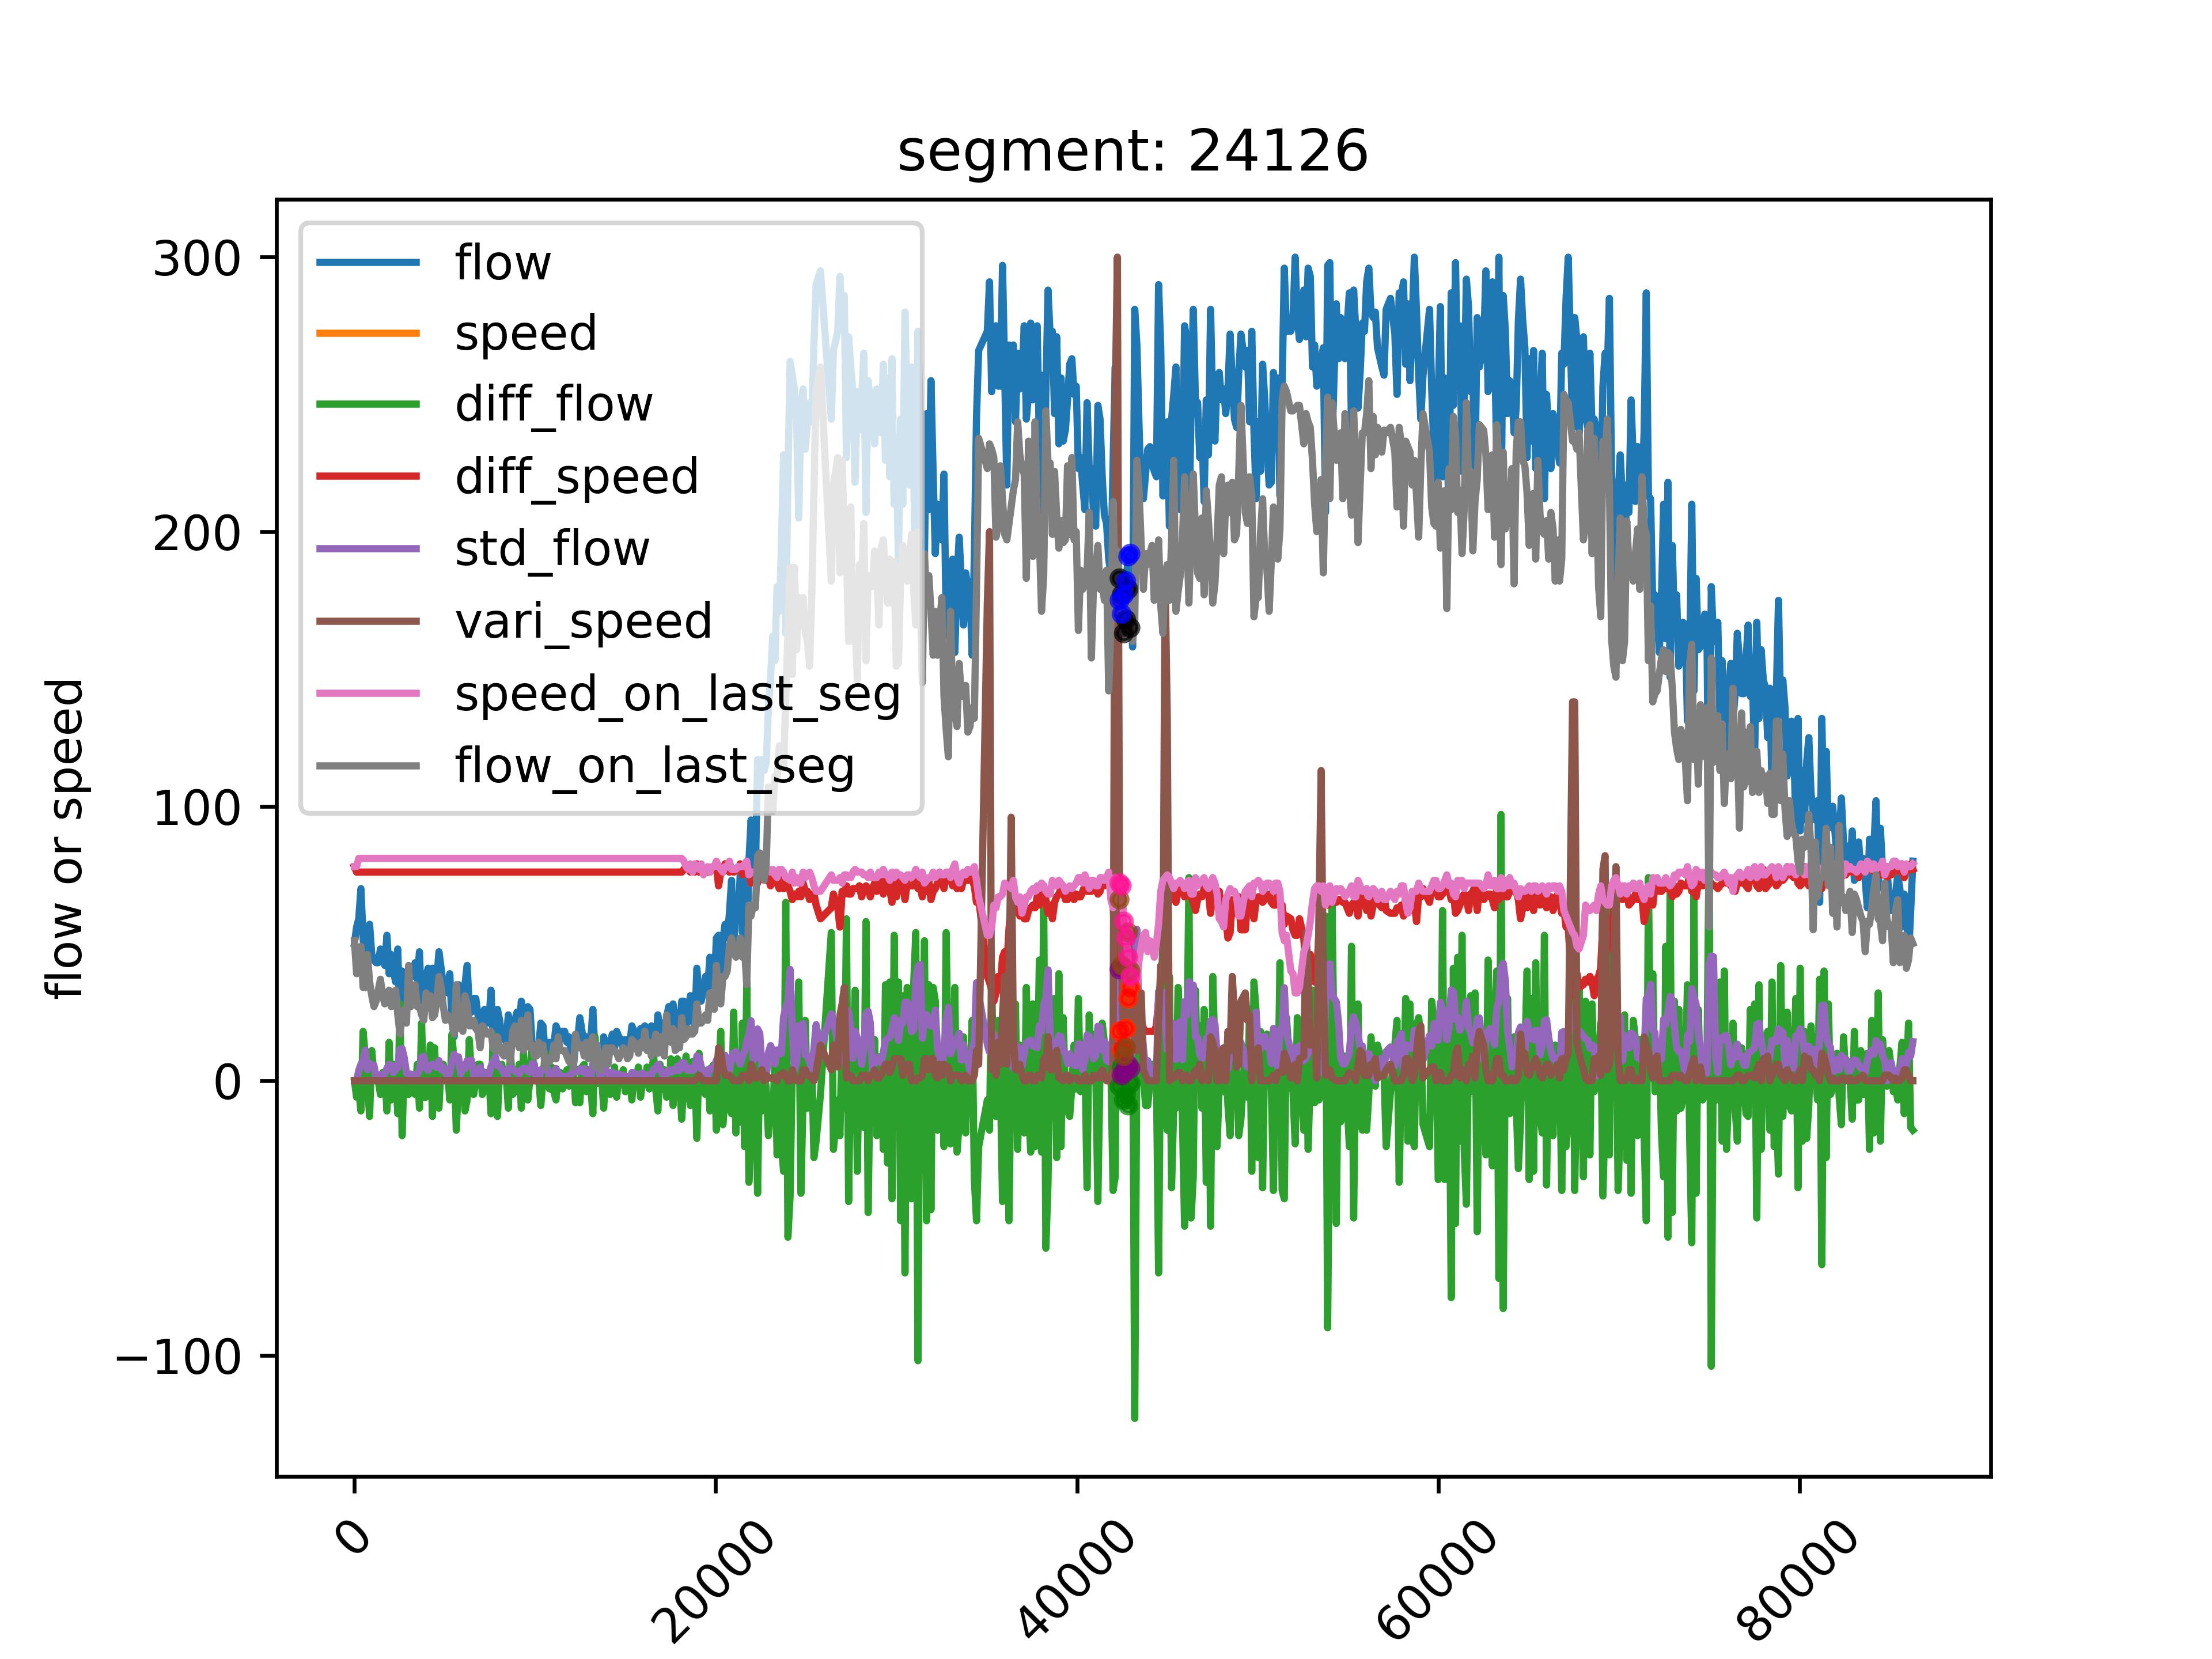 segment: 24126
flow or speed
300
200
100
0
−100
flow
speed
diff_flow
diff_speed
std_flow
vari_speed
speed_on_last_seg
flow_on_last_seg
0
20000
40000
60000
80000